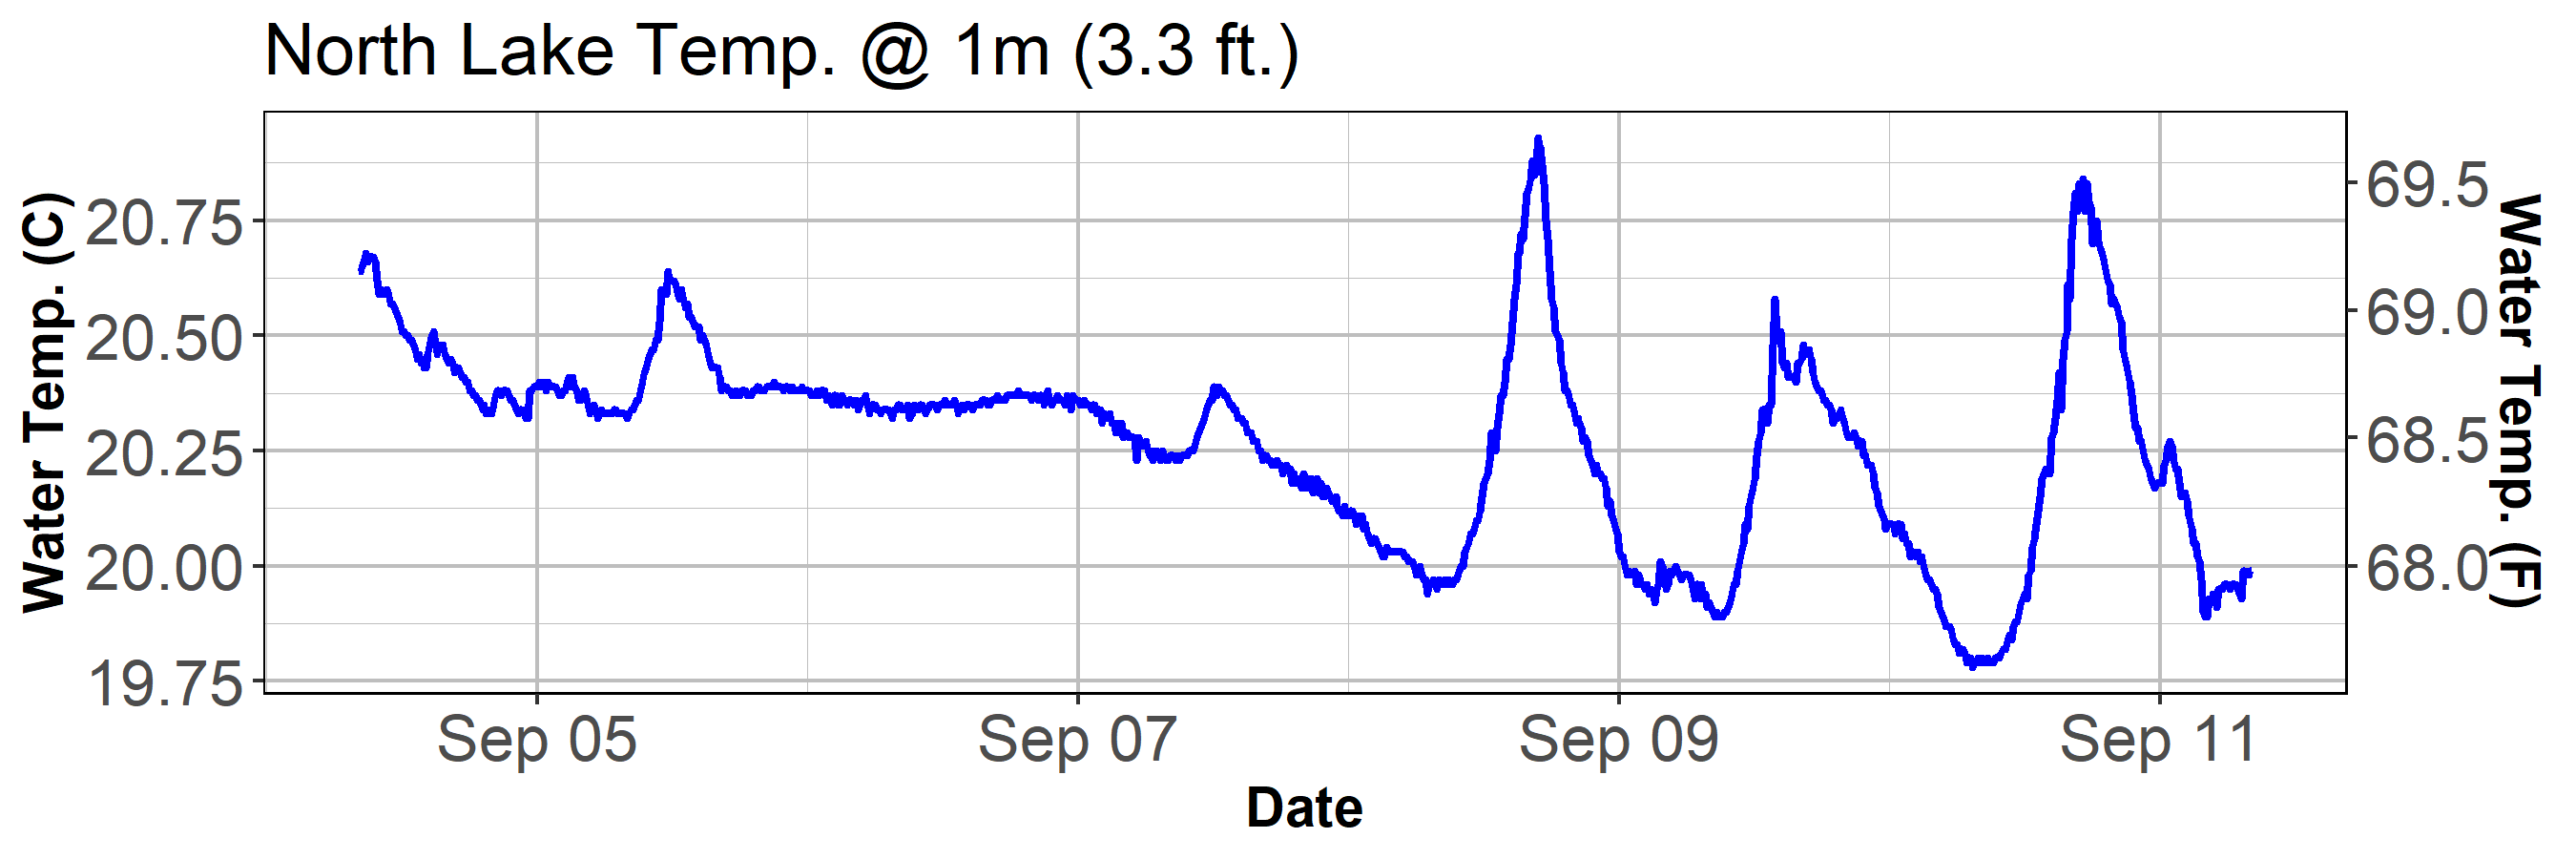 North Lake Temp. @ 1m (3.3 ft.)
Water Temp. (C)
20.75
20.50
20.25
20.00
19.75
69.5
69.0
68.5
68.0
Water Temp. (F)
Sep 05 Sep 07 Sep 09 Sep 11
Date